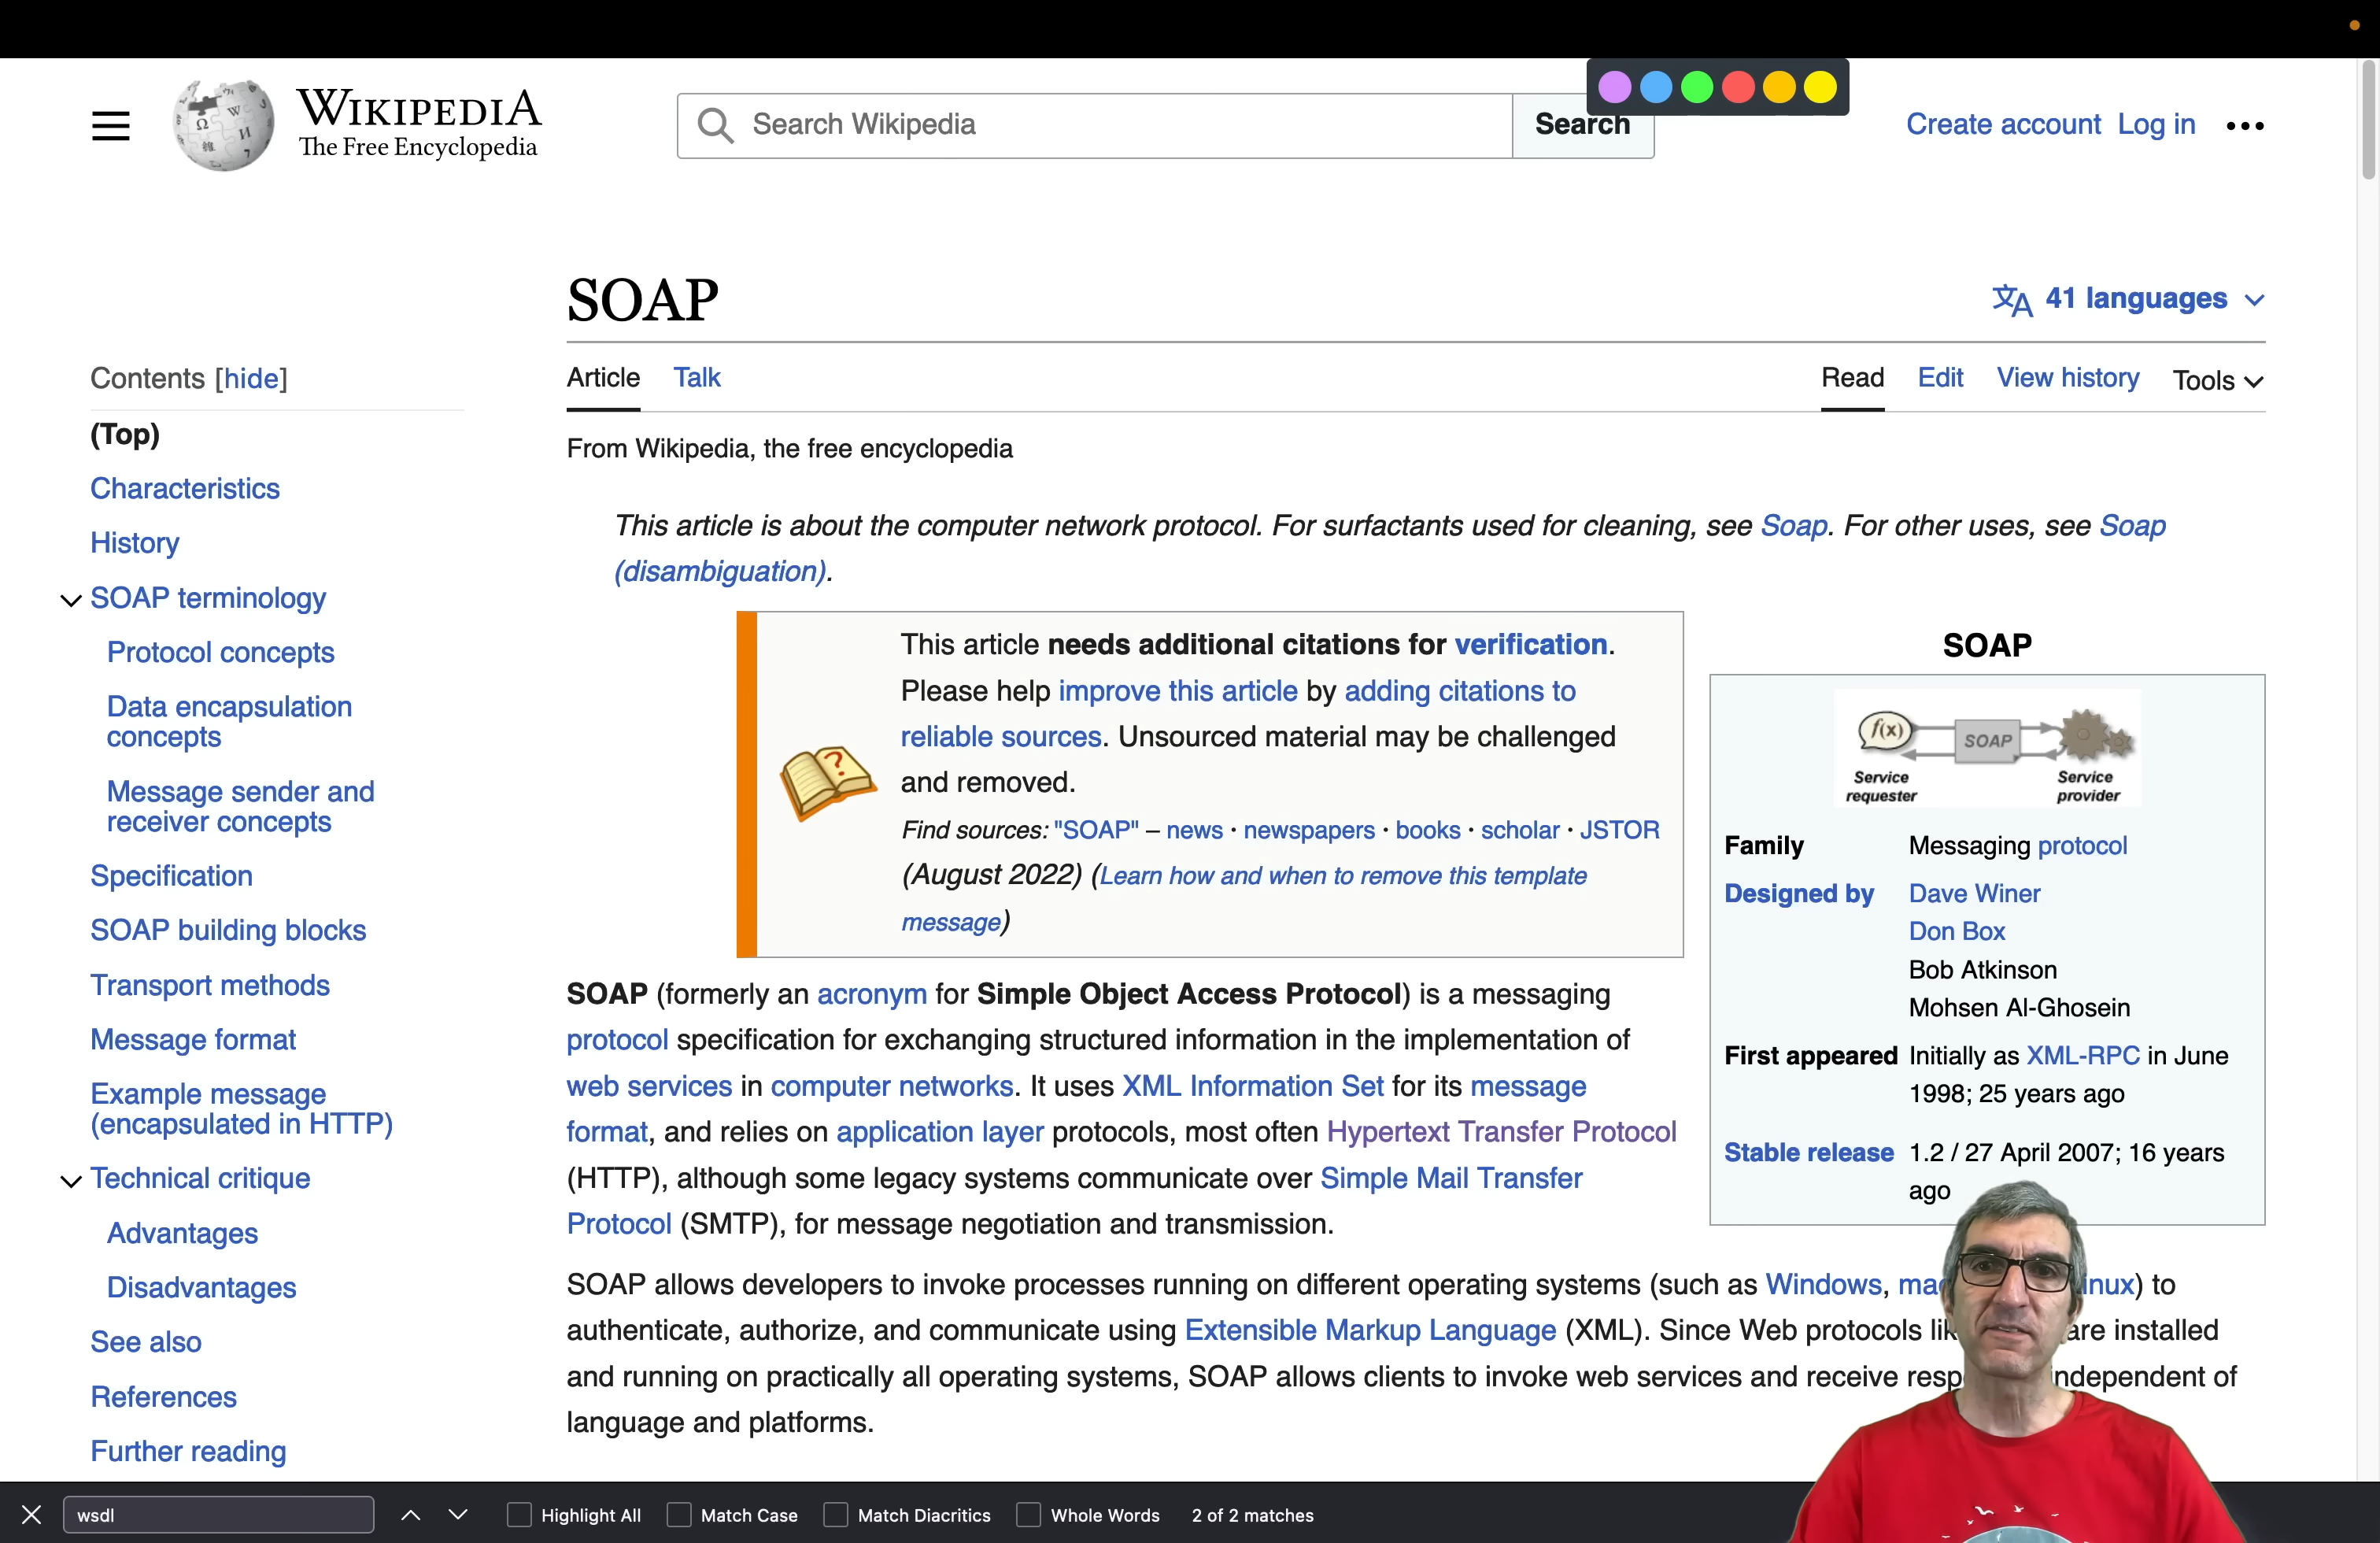 WIKIPEDIA
The Free Encyclopedia
Search Wikipedia
Search
Create account Log in
SOAP
41 languages
Contents [hide]
(Top)
Characteristics
History
SOAP terminology
Protocol concepts
Data encapsulation
concepts
Message sender and
receiver concepts
Specification
SOAP building blocks
Transport methods
Message format
Example message
(encapsulated in HTTP)
Technical critique
Advantages
Disadvantages
See also
References
Further reading
Article Talk
Read Edit View history Tools
From Wikipedia, the free encyclopedia
This article is about the computer network protocol. For surfactants used for cleaning, see Soap. For other uses, see Soap
(disambiguation).
This article needs additional citations for verification.
Please help improve this article by adding citations to
reliable sources. Unsourced material may be challenged
and removed.
Find sources: "SOAP" – news · newspapers · books · scholar · JSTOR
(August 2022) (Learn how and when to remove this template
message)
SOAP
f(x)
SOAP
Service
requester
Service
provider
Family Messaging protocol
Designed by Dave Winer
Don Box
Bob Atkinson
Mohsen Al-Ghosein
First appeared Initially as XML-RPC in June
1998; 25 years ago
Stable release 1.2 / 27 April 2007; 16 years
ago
SOAP (formerly an acronym for Simple Object Access Protocol) is a messaging
protocol specification for exchanging structured information in the implementation of
web services in computer networks. It uses XML Information Set for its message
format, and relies on application layer protocols, most often Hypertext Transfer Protocol
(HTTP), although some legacy systems communicate over Simple Mail Transfer
Protocol (SMTP), for message negotiation and transmission.
SOAP allows developers to invoke processes running on different operating systems (such as Windows, ) to
authenticate, authorize, and communicate using Extensible Markup Language (XML). Since Web protocols are installed
and running on practically all operating systems, SOAP allows clients to invoke web services and receive independent of
language and platforms.
wsdl
Highlight All Match Case Match Diacritics Whole Words 2 of 2 matches